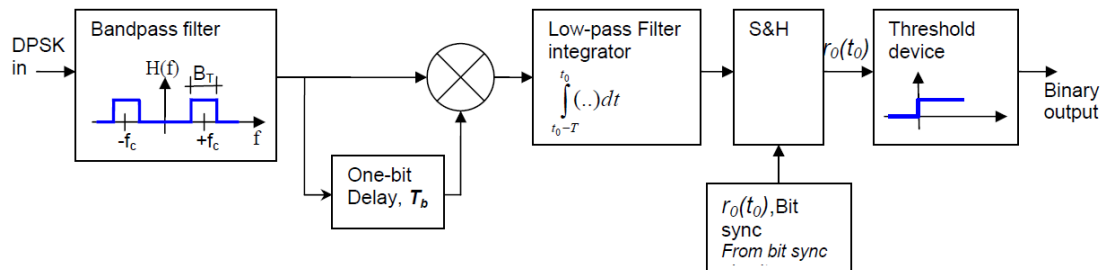 DPSK
in
Bandpass filter
H(f)
B_T
-f_c
+f_c
f
One-bit
Delay, T_b
Low-pass Filter
integrator
∫_{t_0-T}^{t_0} (..)dt
S&H
r_0(t_0)
r_0(t_0),Bit
sync
From bit sync
Threshold
device
Binary
output